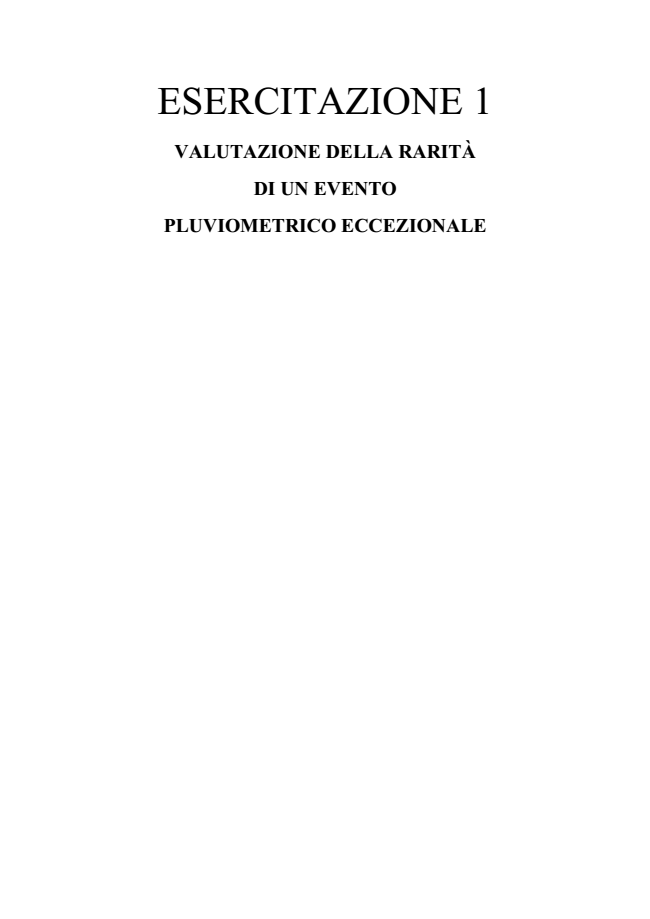 ESERCITAZIONE 1
VALUTAZIONE DELLA RARITÀ
DI UN EVENTO
PLUVIOMETRICO ECCEZIONALE